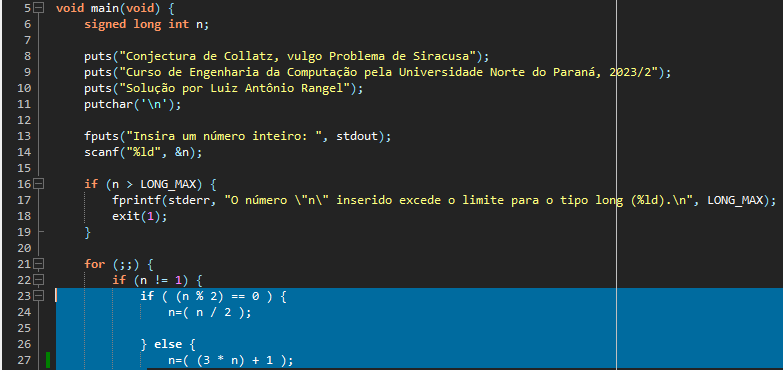 5 void main(void) {
6 signed long int n;
7
8 puts("Conjectura de Collatz, vulgo Problema de Siracusa");
9 puts("Curso de Engenharia da Computação pela Universidade Norte do Paraná, 2023/2");
10 puts("Solução por Luiz Antônio Rangel");
11 putchar('\n');
12
13 fputs("Insira um número inteiro: ", stdout);
14 scanf("%ld", &n);
15
16 if (n > LONG_MAX) {
17 fprintf(stderr, "O número \"n\" inserido excede o limite para o tipo long (%ld).\n", LONG_MAX);
18 exit(1);
19 }
20
21 for (;;) {
22 if (n != 1) {
23 if ( (n % 2) == 0 ) {
24 n=( n / 2 );
25
26 } else {
27 n=( (3 * n) + 1 );